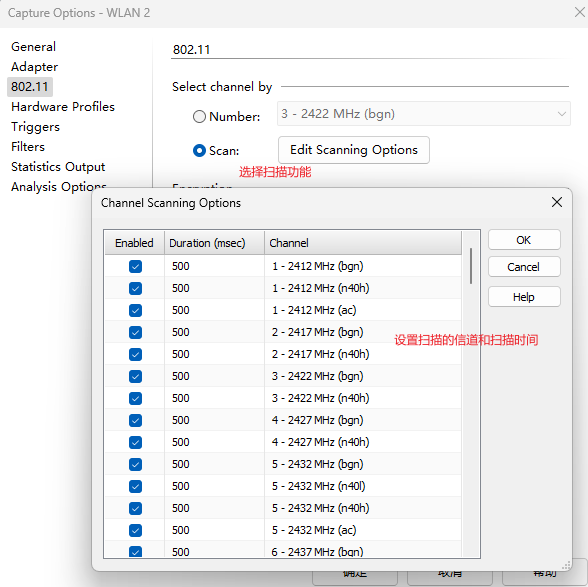 Capture Options - WLAN 2
General
Adapter
802.11
Hardware Profiles
Triggers
Filters
Statistics Output
Analysis Options
802.11
Select channel by
Number:
3 - 2422 MHz (bgn)
Scan:
Edit Scanning Options
选择扫描功能
Encryption
Channel Scanning Options
Enabled Duration (msec) Channel
500 1 - 2412 MHz (bgn)
500 1 - 2412 MHz (n40h)
500 1 - 2412 MHz (ac)
500 2 - 2417 MHz (bgn)
500 2 - 2417 MHz (n40h)
500 3 - 2422 MHz (bgn)
500 3 - 2422 MHz (n40h)
500 4 - 2427 MHz (bgn)
500 4 - 2427 MHz (n40h)
500 5 - 2432 MHz (bgn)
500 5 - 2432 MHz (n40l)
500 5 - 2432 MHz (n40h)
500 5 - 2432 MHz (ac)
500 6 - 2437 MHz (bgn)
OK
Cancel
Help
设置扫描的信道和扫描时间
确定
取消
帮助